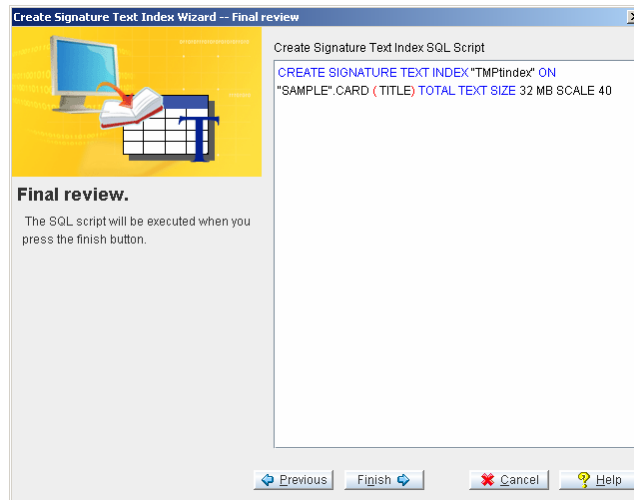 Create Signature Text Index Wizard -- Final review
Create Signature Text Index SQL Script
CREATE SIGNATURE TEXT INDEX "TMPtindex" ON
"SAMPLE".CARD ( TITLE) TOTAL TEXT SIZE 32 MB SCALE 40
Final review.
The SQL script will be executed when you
press the finish button.
Previous Finish Cancel Help